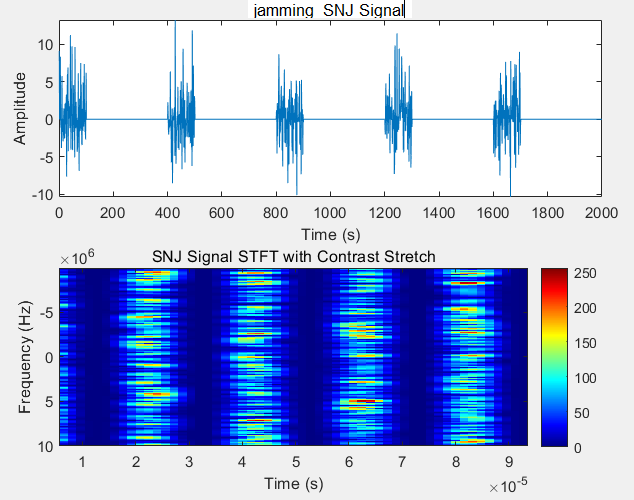 jamming SNJ Signal
10
5
0
-5
-10
Amplitude
0 200 400 600 800 1000 1200 1400 1600 1800 2000
Time (s)
×10⁶
SNJ Signal STFT with Contrast Stretch
-5
0
5
10
Frequency (Hz)
1 2 3 4 5 6 7 8 9
×10⁻⁵
Time (s)
250
200
150
100
50
0